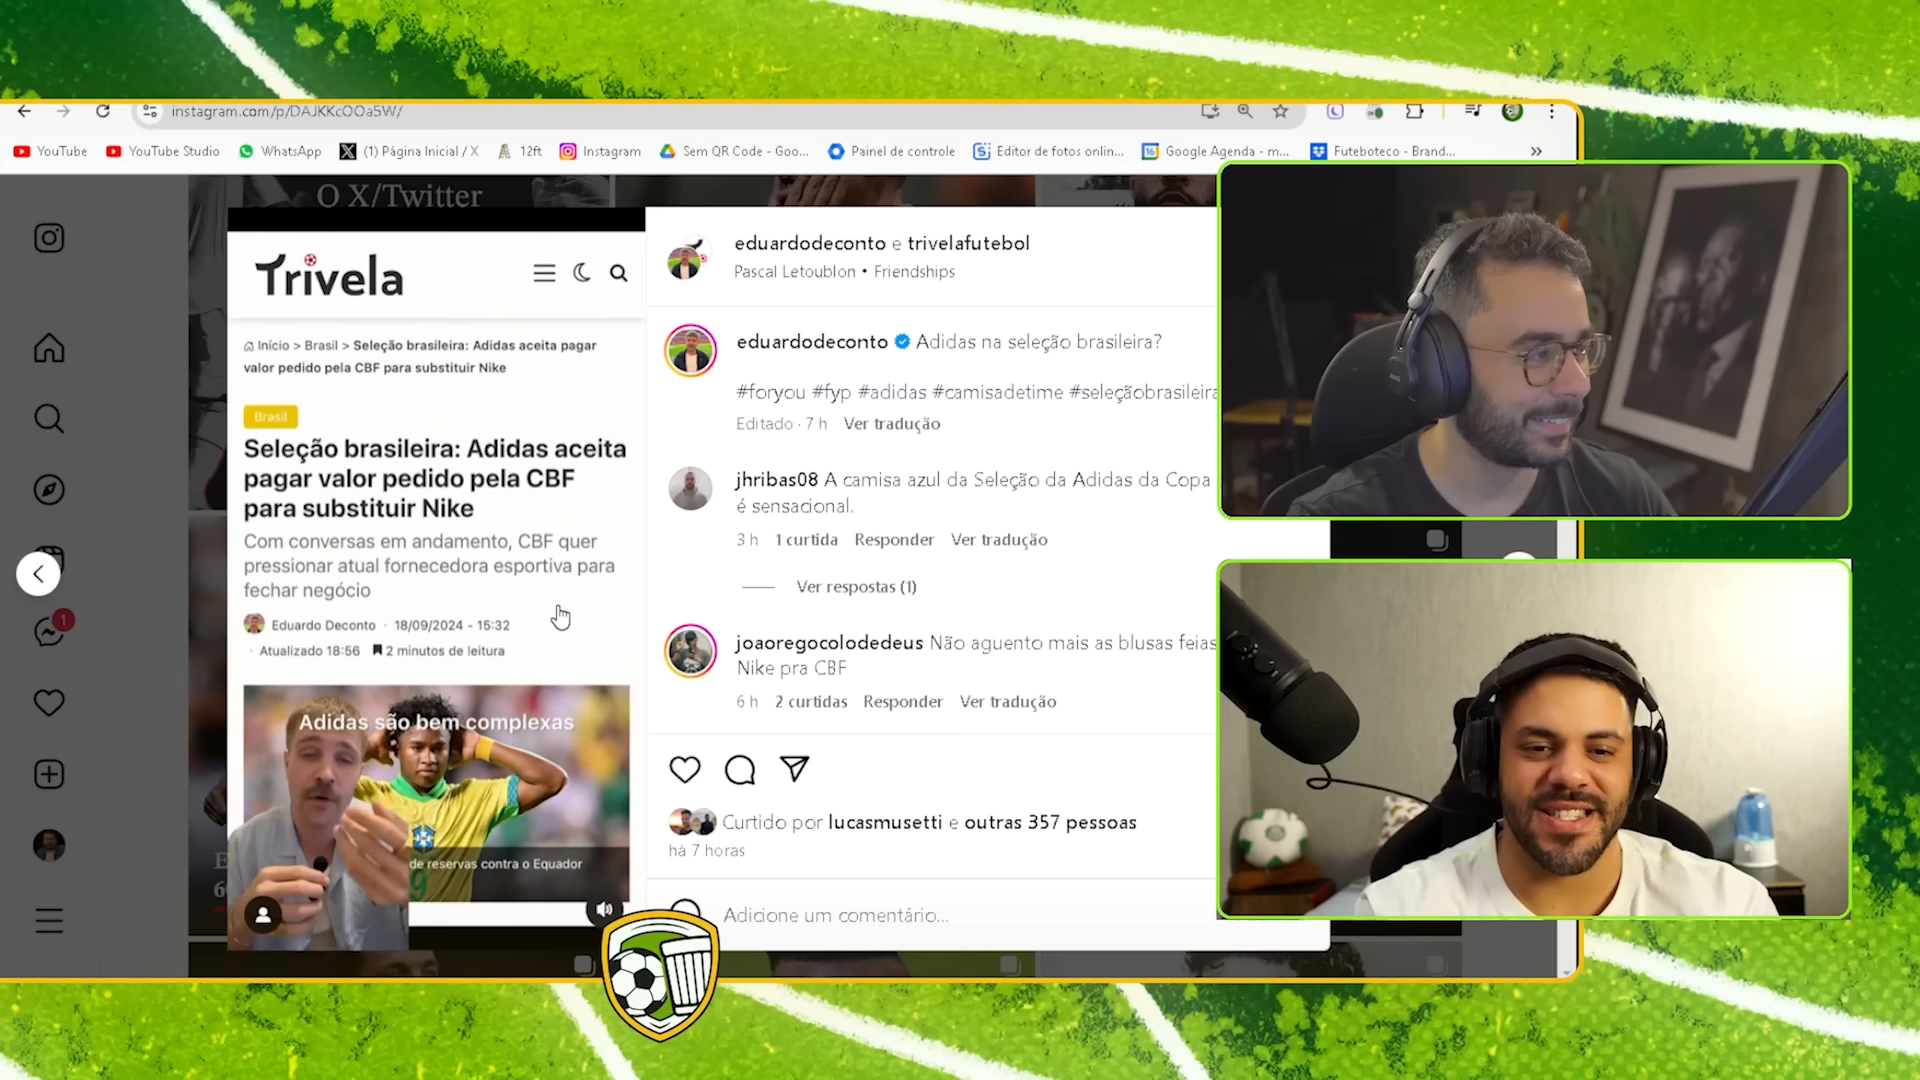 instagram.com/p/DAJKKcOOa5W/
YouTube
YouTube Studio
WhatsApp
(1) Página Inicial / X
12ft
Instagram
Sem QR Code - Goo...
Painel de controle
Editor de fotos onlin...
Google Agenda - m...
Futeboteco - Brand...
O X/Twitter
Trivela
Início > Brasil > Seleção brasileira: Adidas aceita pagar
valor pedido pela CBF para substituir Nike
Brasil
Seleção brasileira: Adidas aceita
pagar valor pedido pela CBF
para substituir Nike
Com conversas em andamento, CBF quer
pressionar atual fornecedora esportiva para
fechar negócio
Eduardo Deconto · 18/09/2024 - 15:32
· Atualizado 18:56 2 minutos de leitura
Adidas são bem complexas
de reservas contra o Equador
eduardodeconto e trivelafutebol
Pascal Letoublon • Friendships
eduardodeconto Adidas na seleção brasileira?
#foryou #fyp #adidas #camisadetime #seleçãobrasileira
Editado · 7 h Ver tradução
jhribas08 A camisa azul da Seleção da Adidas da Copa
é sensacional.
3 h 1 curtida Responder Ver tradução
Ver respostas (1)
joaoregocolodedeus Não aguento mais as blusas feias
Nike pra CBF
6 h 2 curtidas Responder Ver tradução
Curtido por lucasmusetti e outras 357 pessoas
há 7 horas
Adicione um comentário...
1